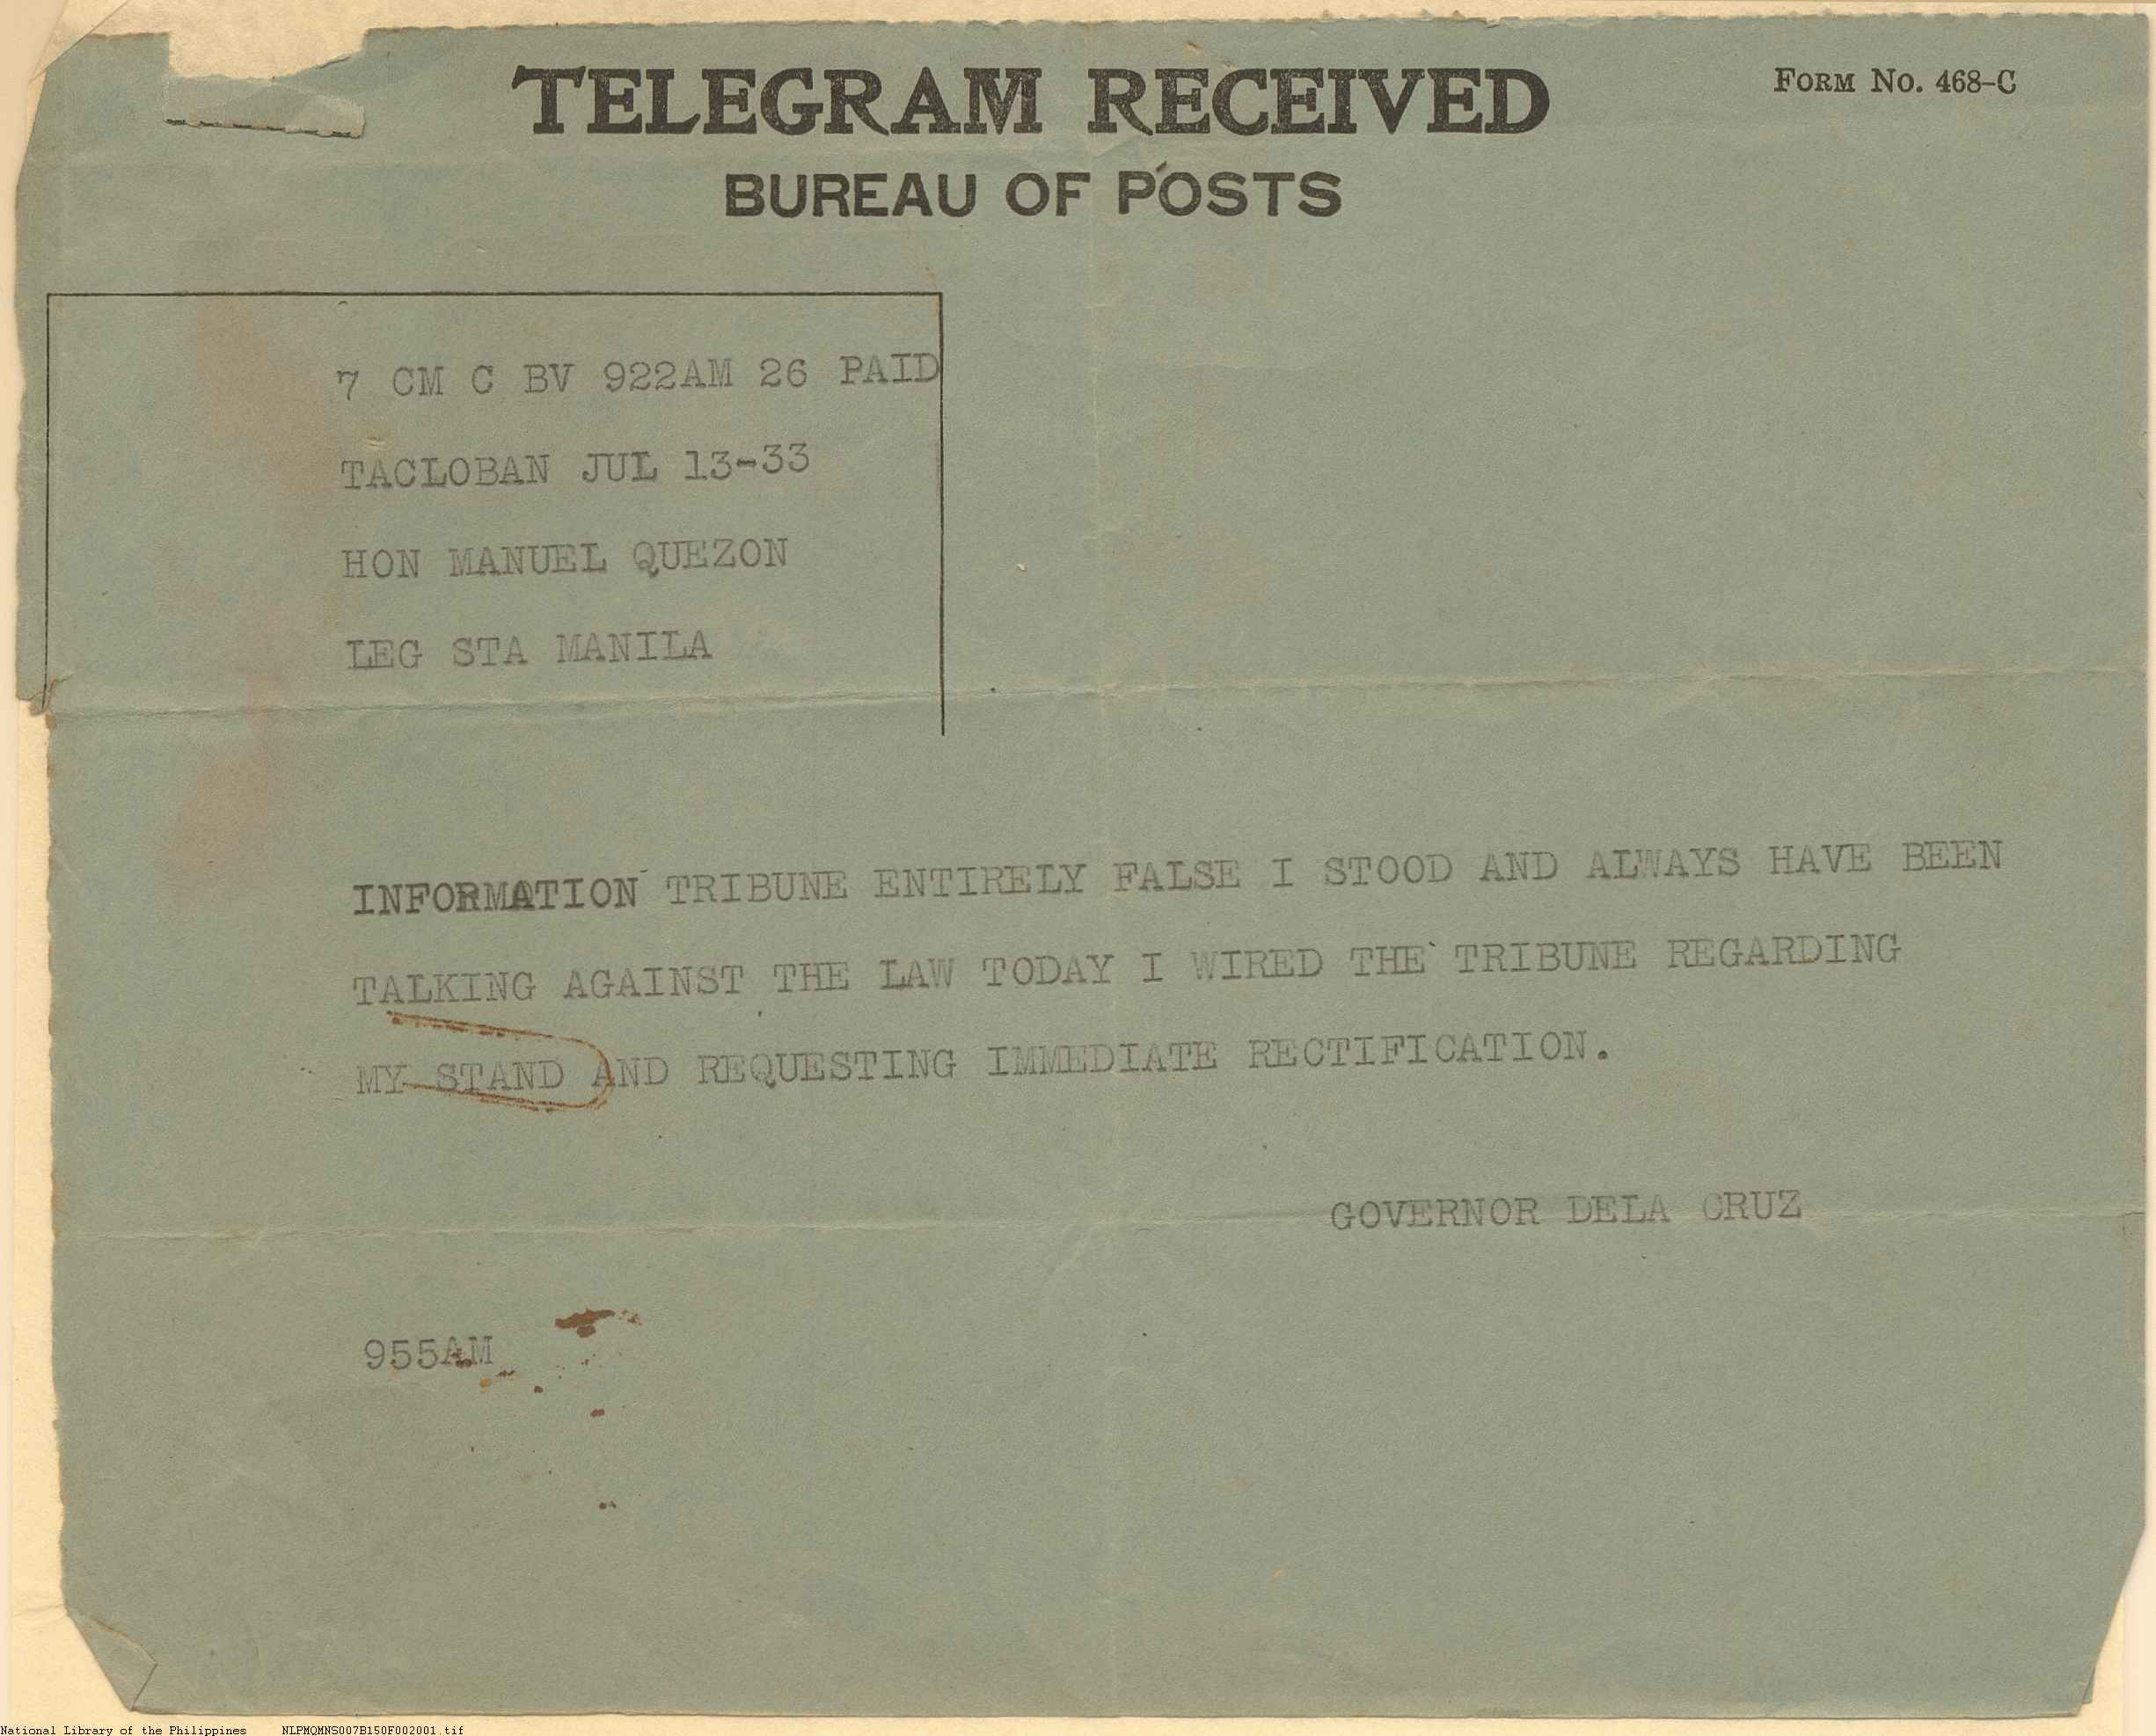 TELEGRAM RECEIVED
FORM NO. 468-C
BUREAU OF POSTS
7 CM C BV 922AM 26 PAID
TACLOBAN JUL 13-33
HON MANUEL QUEZON
LEG STA MANILA
INFORMATION TRIBUNE ENTIRELY FALSE I STOOD AND ALWAYS HAVE BEEN
TALKING AGAINST THE LAW TODAY I WIRED THE TRIBUNE REGARDING
MY STAND AND REQUESTING IMMEDIATE RECTIFICATION.
GOVERNOR DELA CRUZ
955AM
National Library of the Philippines NLPMQMNS007B150F002001.tif